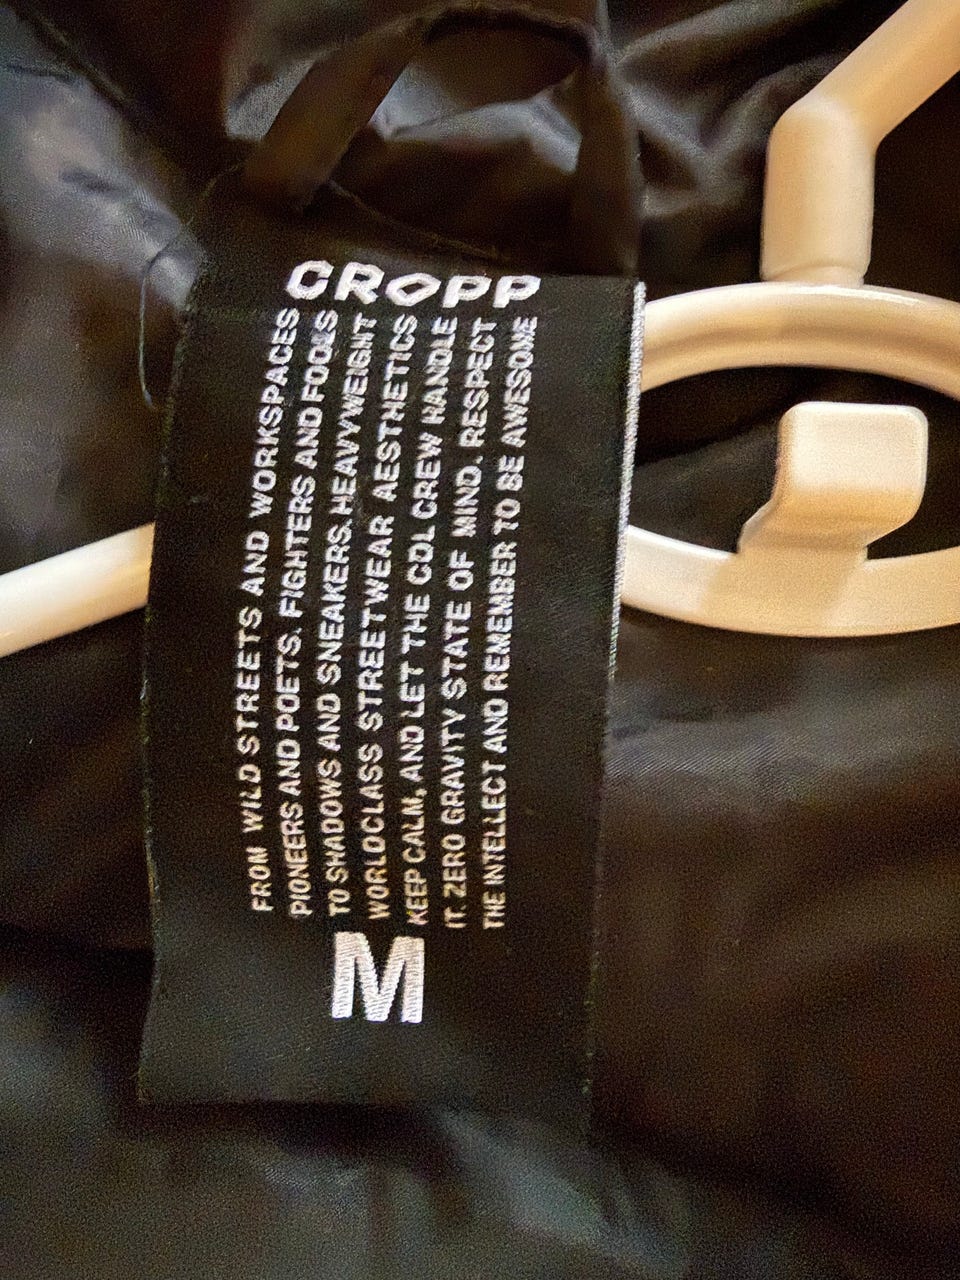 CROPP
FROM WILD STREETS AND WORKSPACES
PIONEERS AND POETS. FIGHTERS AND FOOLS
TO SHADOWS AND SNEAKERS. HEAVYWEIGHT
WORLDCLASS STREETWEAR AESTHETICS
KEEP CALM, AND LET THE COL CREW HANDLE
IT. ZERO GRAVITY STATE OF MIND. RESPECT
THE INTELLECT AND REMEMBER TO BE AWESOME
M